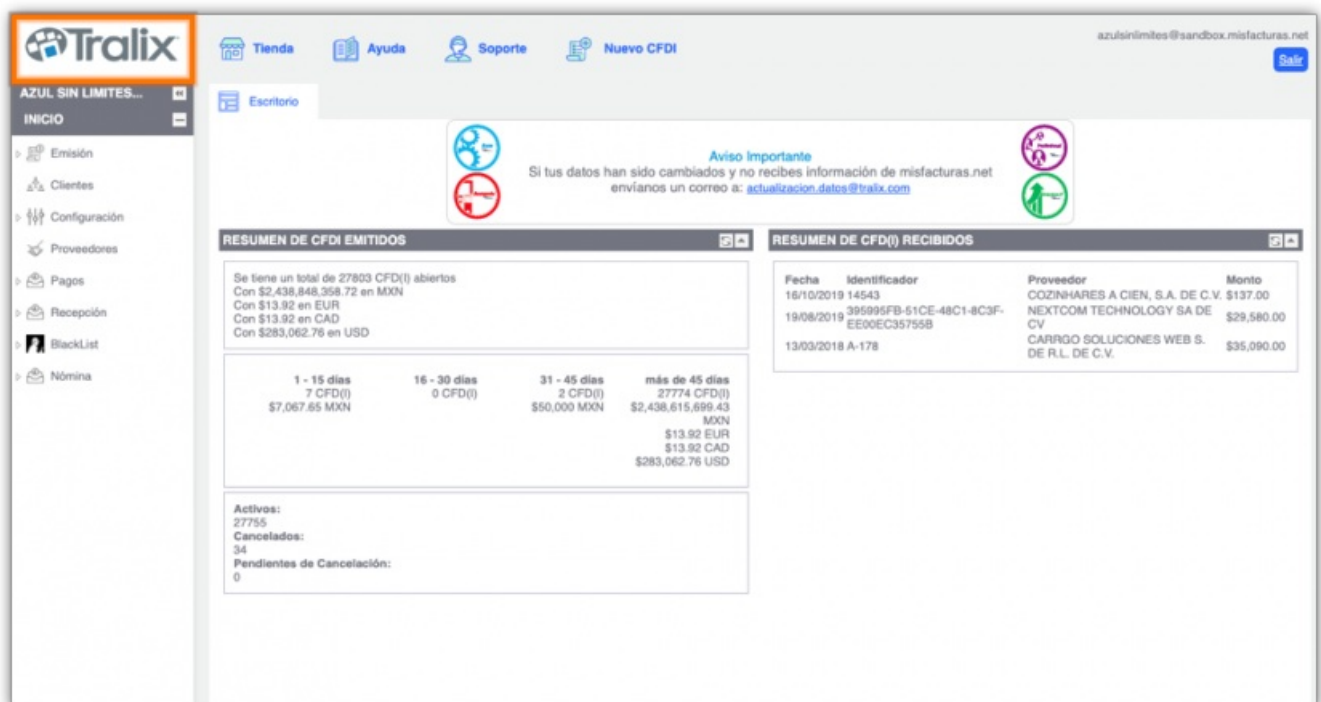 Tralix
Tienda
Ayuda
Soporte
Nuevo CFDI
azulsinlimites@sandbox.misfacturas.net
Salir
AZUL SIN LIMITES...
INICIO
Emisión
Clientes
Configuración
Proveedores
Pagos
Recepción
BlackList
Nómina
Escritorio
Aviso Importante
Si tus datos han sido cambiados y no recibes información de misfacturas.net
envíanos un correo a: actualizacion.datos@tralix.com
RESUMEN DE CFDI EMITIDOS
Se tiene un total de 27803 CFD(I) abiertos
Con $2,438,848,358.72 en MXN
Con $13.92 en EUR
Con $13.92 en CAD
Con $283,062.76 en USD
1 - 15 días 16 - 30 días 31 - 45 días más de 45 días
7 CFD(I) 0 CFD(I) 2 CFD(I) 27774 CFD(I)
$7,067.65 MXN $50,000 MXN $2,438,615,699.43
MXN
$13.92 EUR
$13.92 CAD
$283,062.76 USD
Activos:
27755
Cancelados:
34
Pendientes de Cancelación:
0
RESUMEN DE CFD(I) RECIBIDOS
Fecha Identificador Proveedor Monto
16/10/2019 14543 COZINHARES A CIEN, S.A. DE C.V. $137.00
19/08/2019 395995FB-51CE-48C1-8C3F- NEXTCOM TECHNOLOGY SA DE $29,580.00
EE00EC35755B CV
13/03/2018 A-178 CARRGO SOLUCIONES WEB S. $35,090.00
DE R.L. DE C.V.